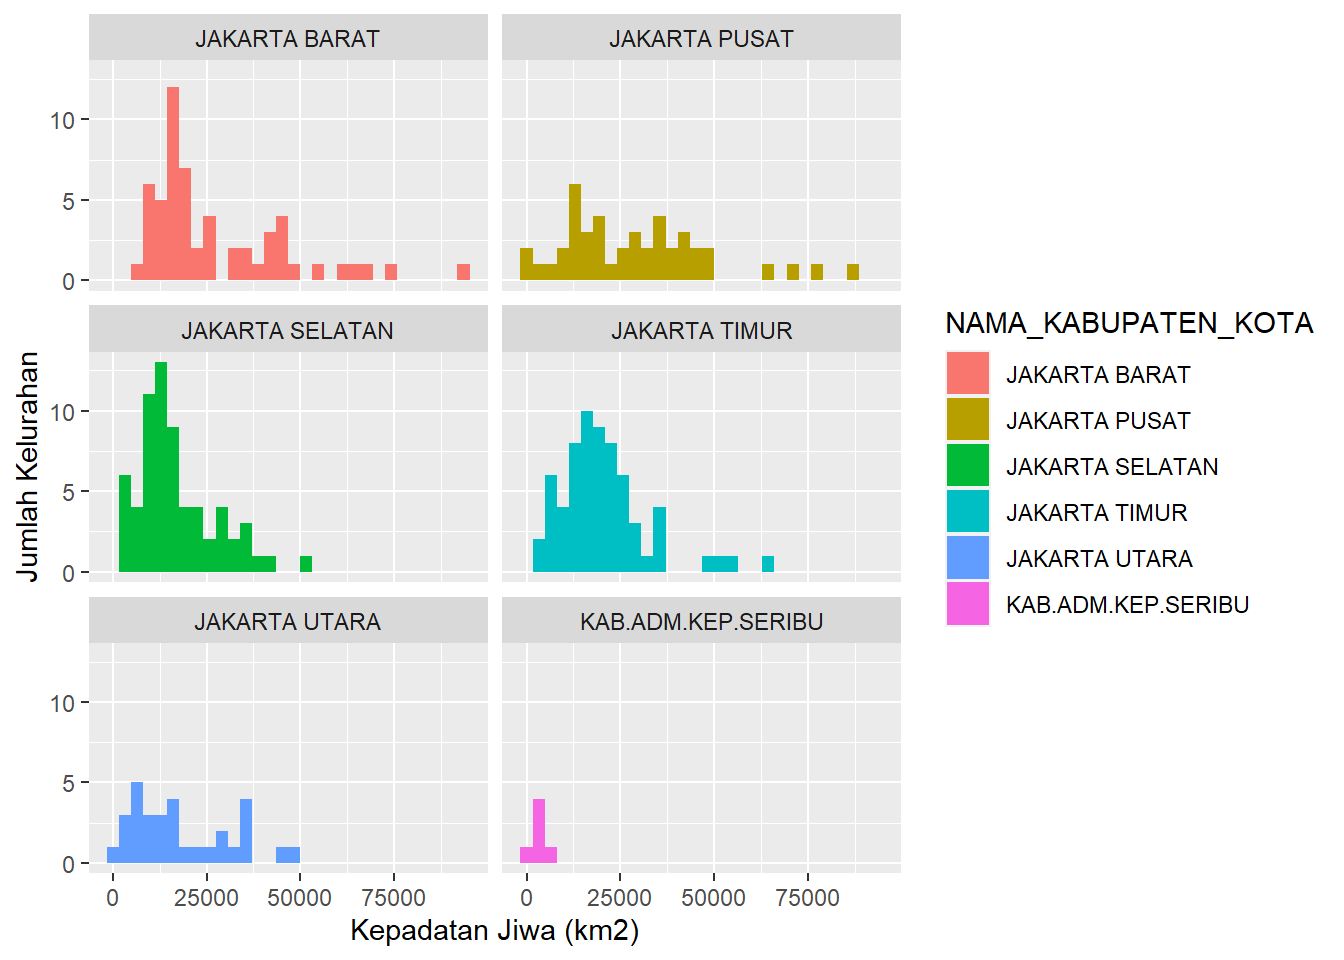 JAKARTA BARAT
JAKARTA PUSAT
10
5
0
JAKARTA SELATAN
JAKARTA TIMUR
10
5
0
JAKARTA UTARA
KAB.ADM.KEP.SERIBU
10
5
0
0 25000 50000 75000
0 25000 50000 75000
Kepadatan Jiwa (km2)
Jumlah Kelurahan
NAMA_KABUPATEN_KOTA
JAKARTA BARAT
JAKARTA PUSAT
JAKARTA SELATAN
JAKARTA TIMUR
JAKARTA UTARA
KAB.ADM.KEP.SERIBU